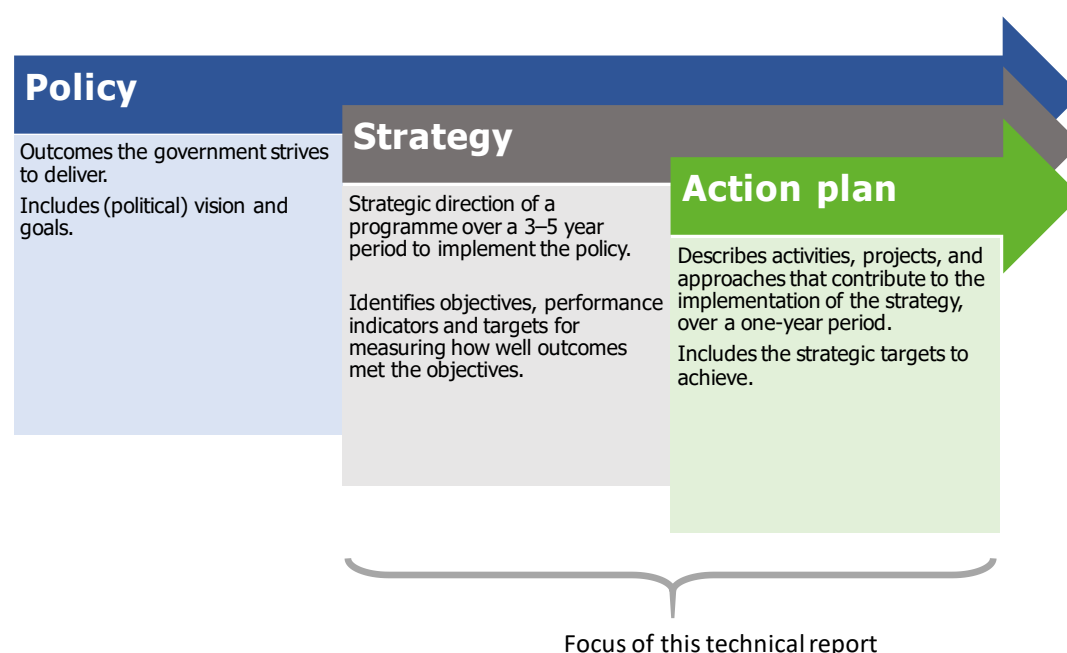 Policy
Outcomes the government strives
to deliver.
Includes (political) vision and
goals.
Strategy
Strategic direction of a
programme over a 3–5 year
period to implement the policy.
Identifies objectives, performance
indicators and targets for
measuring how well outcomes
met the objectives.
Action plan
Describes activities, projects, and
approaches that contribute to the
implementation of the strategy,
over a one-year period.
Includes the strategic targets to
achieve.
Focus of this technical report